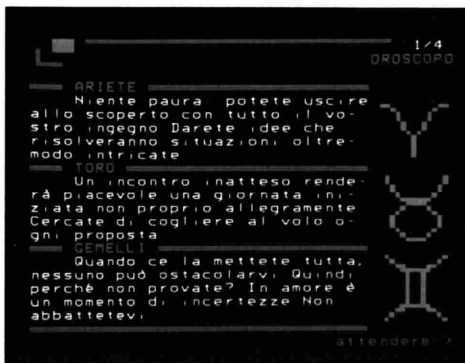 1/4
OROSCOPO
ARIETE
Niente paura potete uscire
allo scoperto con tutto il vo-
stro ingegno Darete idee che
risolveranno situazioni oltre-
modo intricate
TORO
Un incontro inatteso rende-
rà piacevole una giornata ini-
ziata non proprio allegramente
Cercate di cogliere al volo o-
gni proposta
GEMELLI
Quando ce la mettete tutta,
nessuno può ostacolarvi Quindi
perché non provate? In amore è
un momento di incertezze Non
abbattetevi
attendere